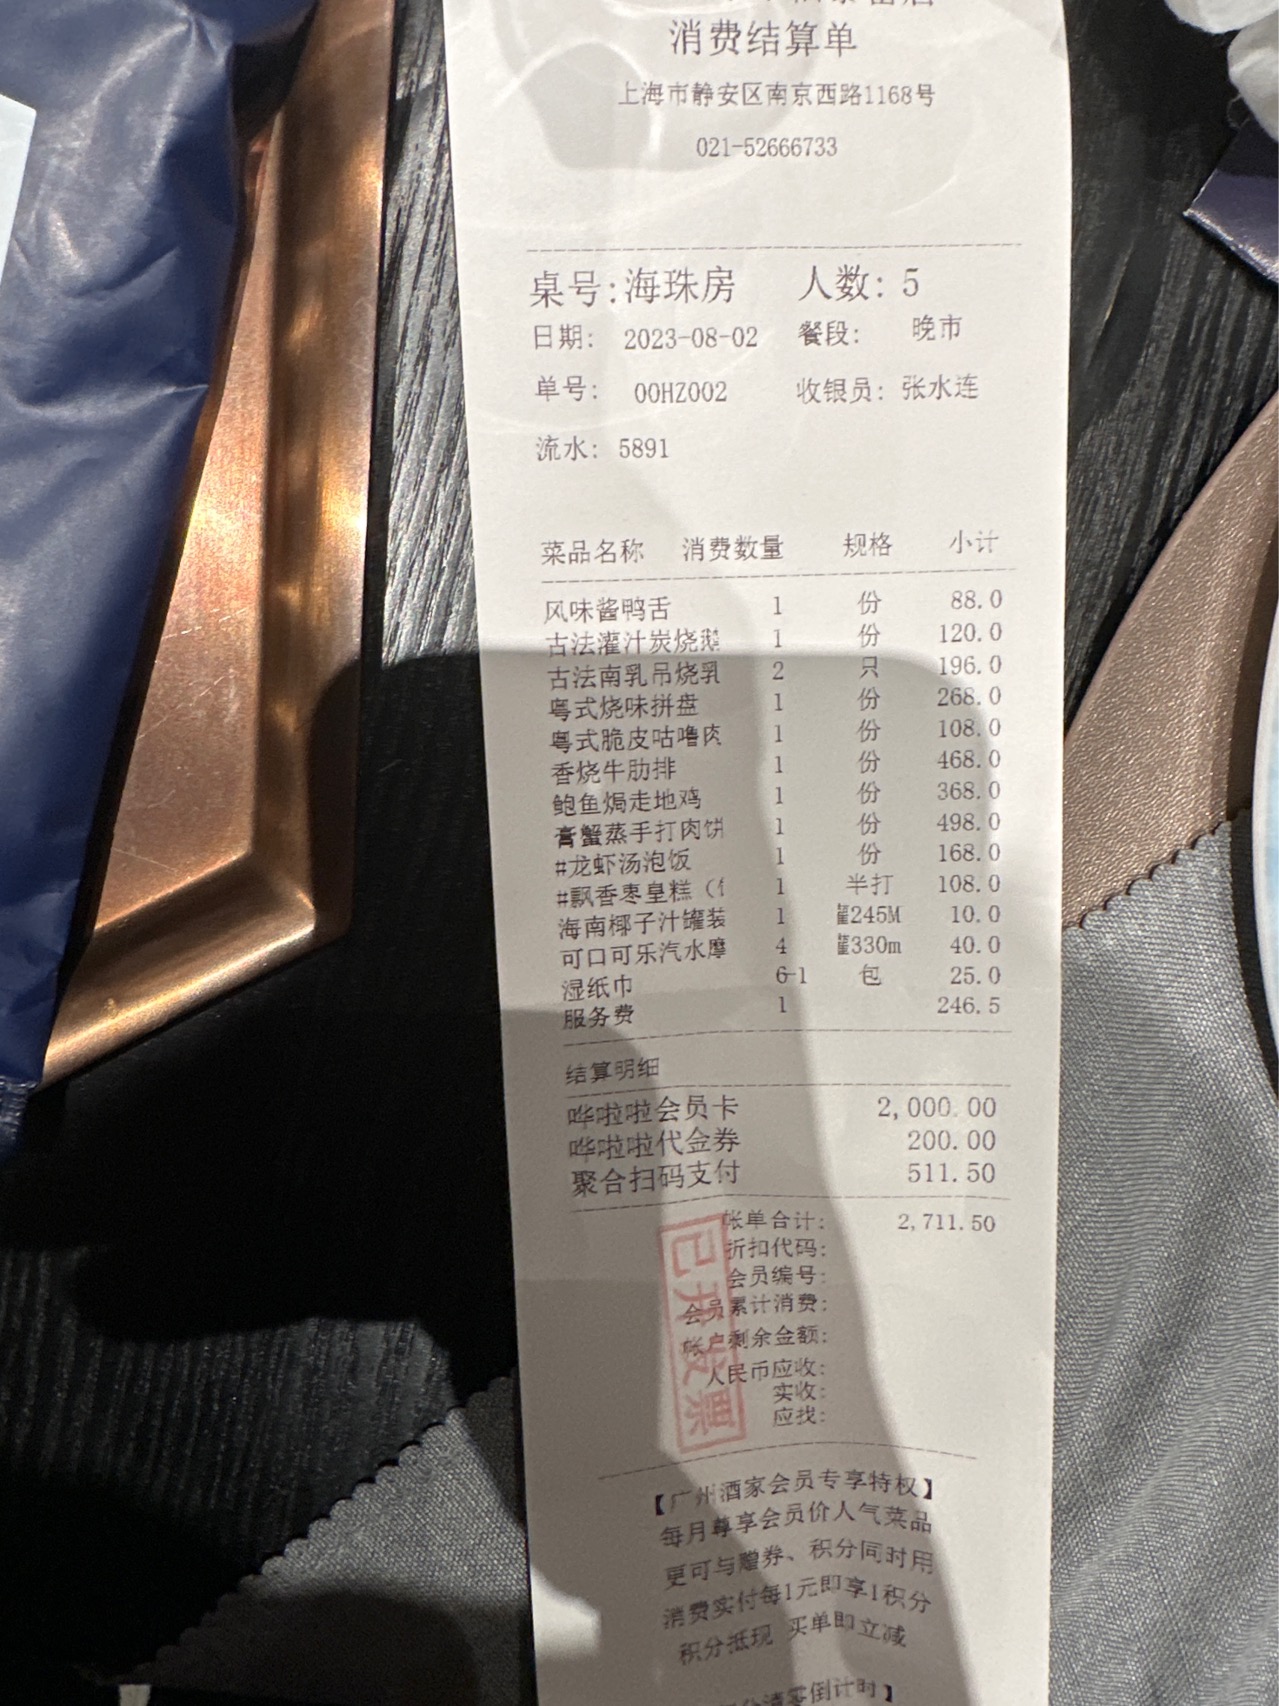 消费结算单
上海市静安区南京西路1168号
021-52666733
桌号:海珠房 人数: 5
日期: 2023-08-02 餐段: 晚市
单号: 00HZ002 收银员: 张水连
流水: 5891
菜品名称 消费数量 规格 小计
风味酱鸭舌 1 份 88.0
古法灌汁炭烧鹅 1 份 120.0
古法南乳吊烧乳 2 只 196.0
粤式烧味拼盘 1 份 268.0
粤式脆皮咕噜肉 1 份 108.0
香烧牛肋排 1 份 468.0
鲍鱼焗走地鸡 1 份 368.0
膏蟹蒸手打肉饼 1 份 498.0
#龙虾汤泡饭 1 份 168.0
#飘香枣皇糕( 1 半打 108.0
海南椰子汁罐装 1 罐245M 10.0
可口可乐汽水摩 4 罐330m 40.0
湿纸巾 6-1 包 25.0
服务费 1 246.5
结算明细
哗啦啦会员卡 2,000.00
哗啦啦代金券 200.00
聚合扫码支付 511.50
帐单合计: 2,711.50
折扣代码:
会员编号:
会员累计消费:
帐户剩余金额:
人民币应收:
实收:
应找:
已开发票
【广州酒家会员专享特权】
每月尊享会员价人气菜品
更可与赠券、积分同时用
消费实付每1元即享1积分
积分抵现 买单即立减
分清零倒计时】